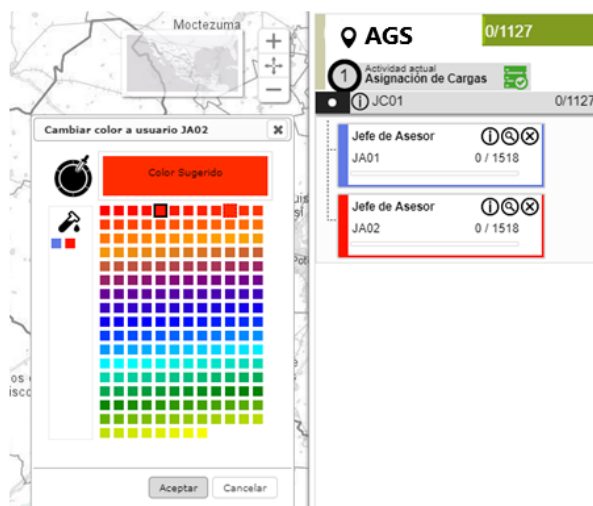 Moctezuma
Cambiar color a usuario JA02
Color Sugerido
Aceptar
Cancelar
AGS
0/1127
1
Actividad actual
Asignación de Cargas
JC01
0/1127
Jefe de Asesor
JA01
0 / 1518
Jefe de Asesor
JA02
0 / 1518